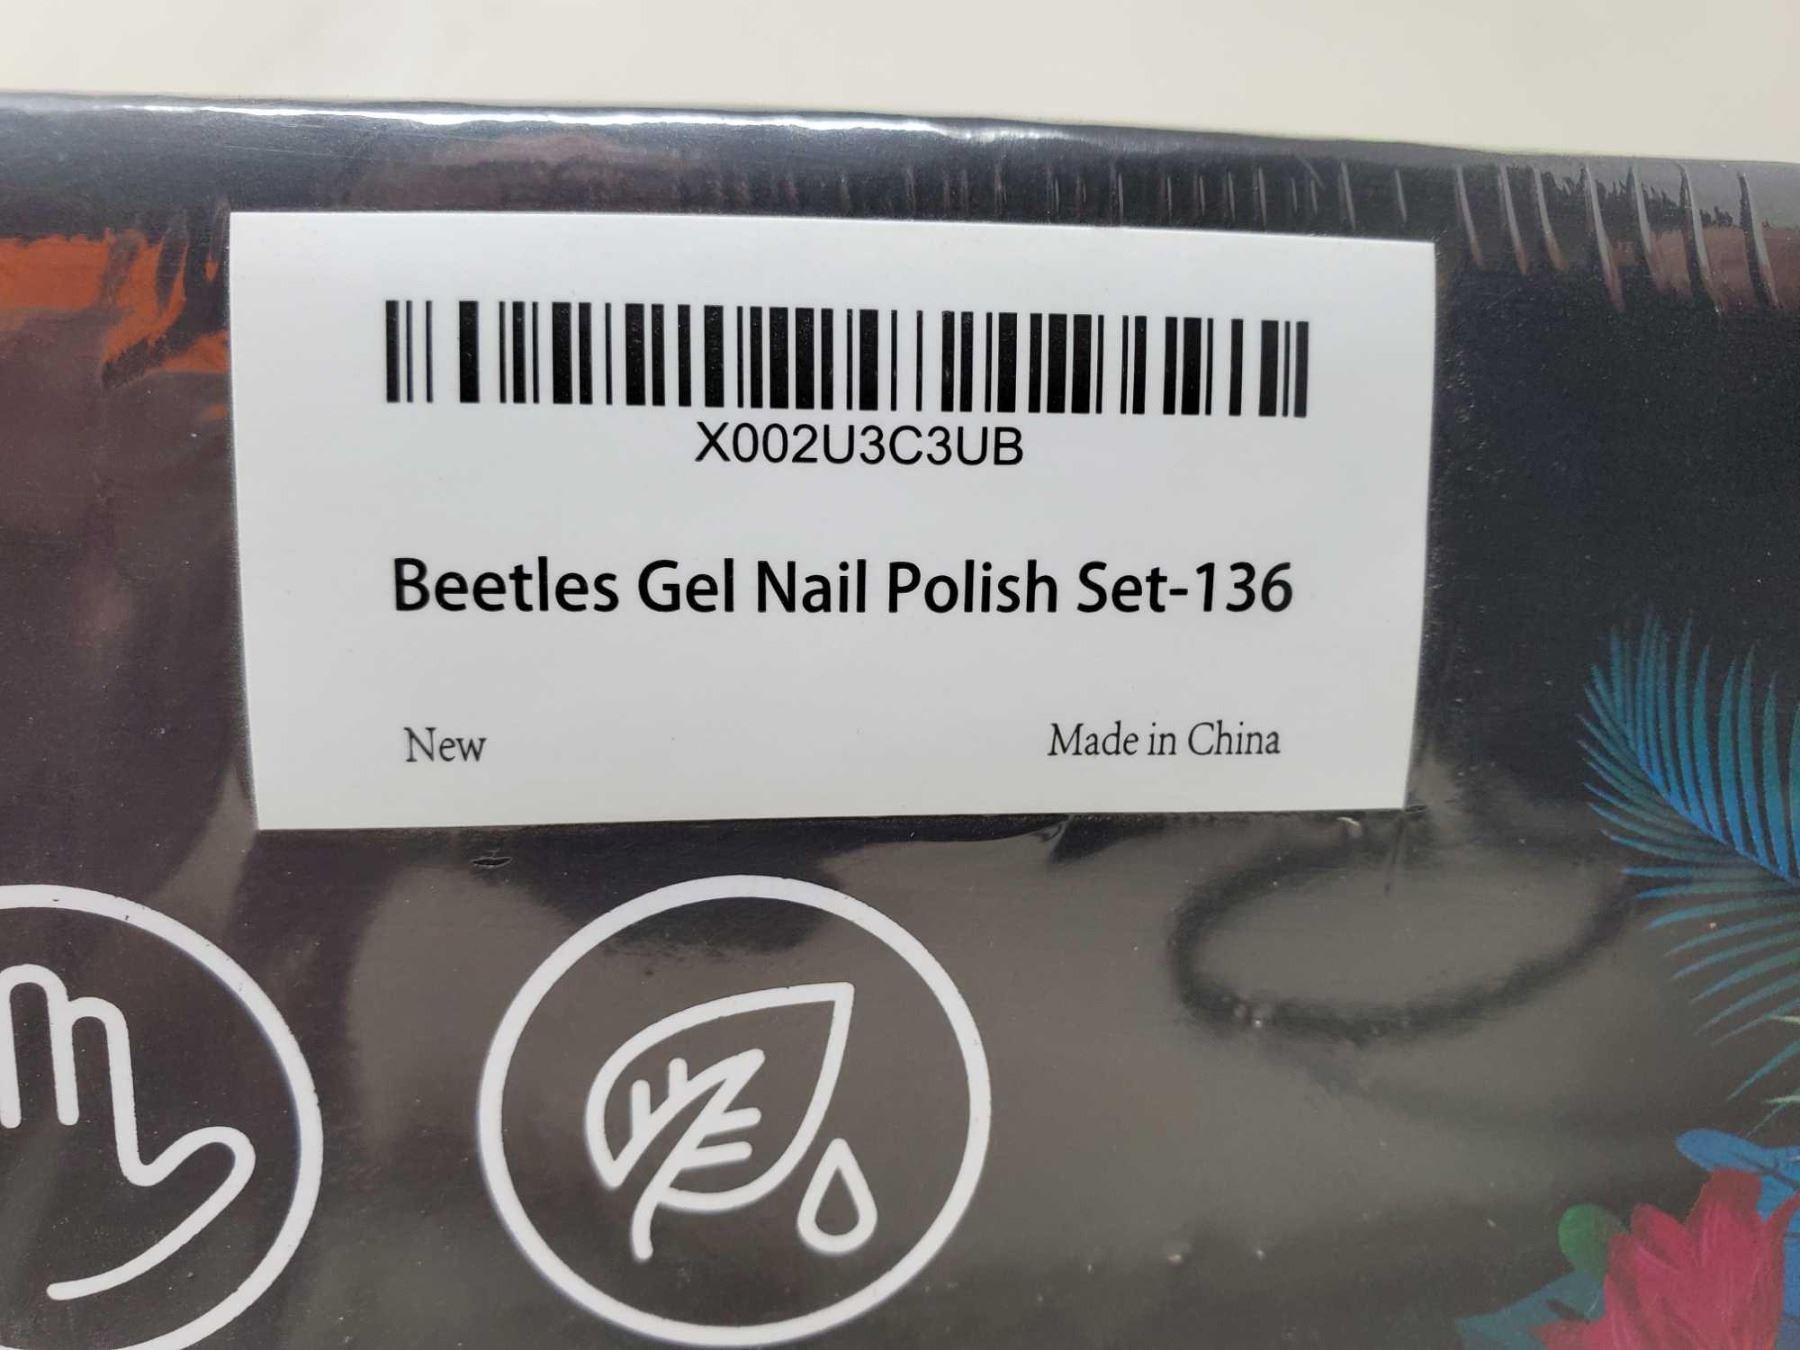 X002U3C3UB
Beetles Gel Nail Polish Set-136
New
Made in China